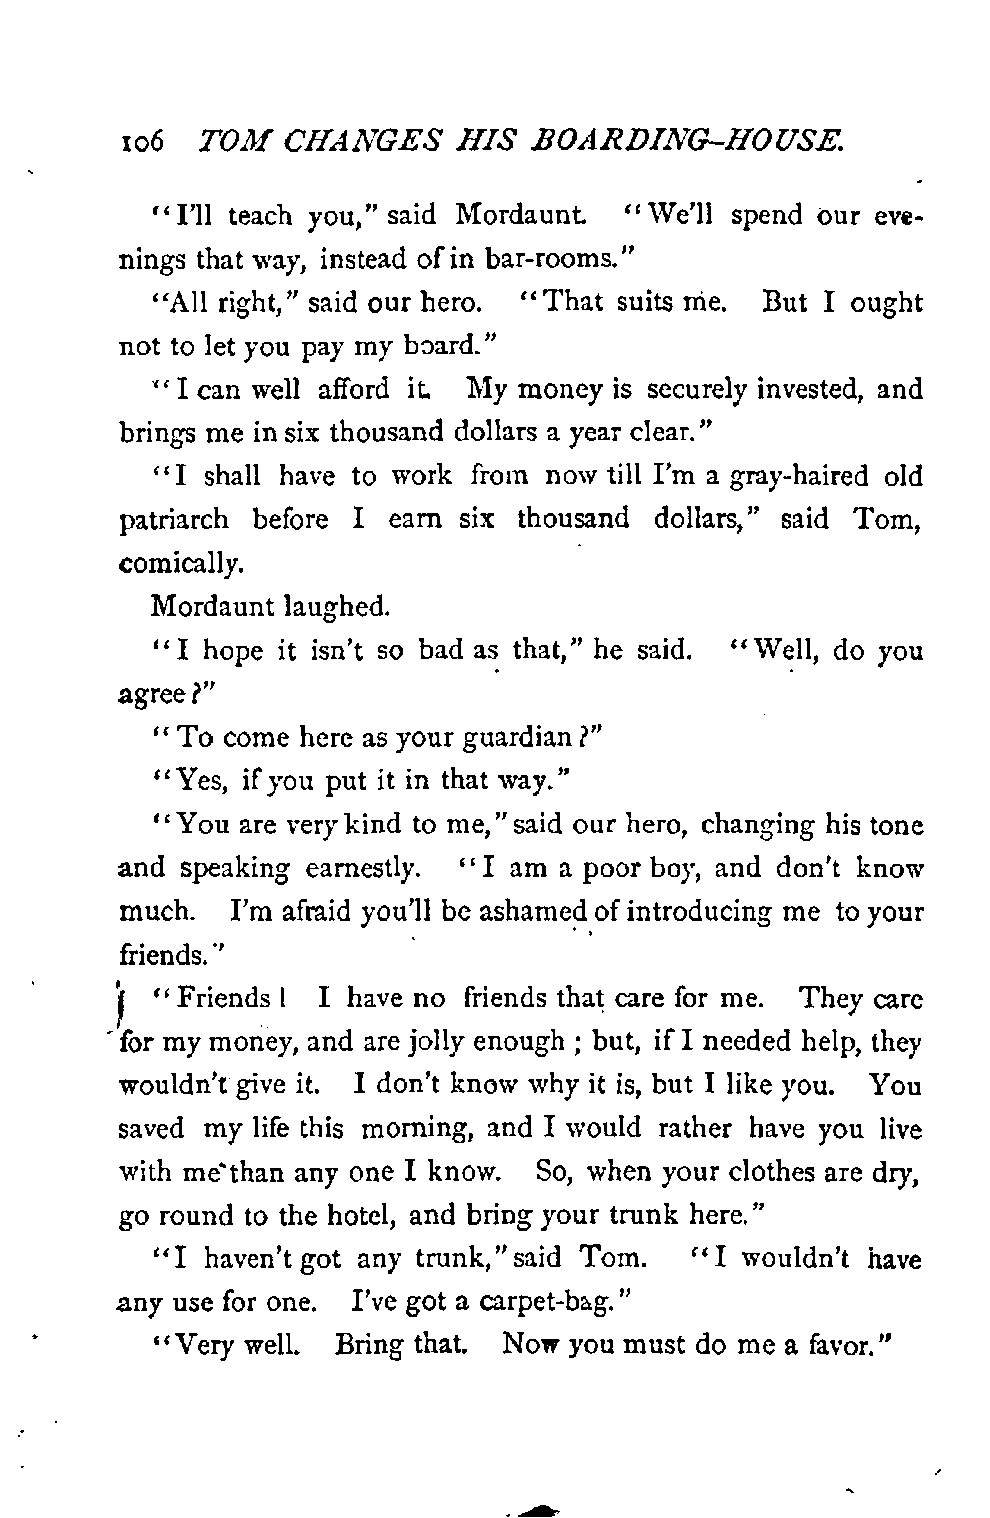 106 TOM CHANGES HIS BOARDING-HOUSE.
"I'll teach you," said Mordaunt. "We'll spend our eve-
nings that way, instead of in bar-rooms."
"All right," said our hero. "That suits me. But I ought
not to let you pay my board."
"I can well afford it. My money is securely invested, and
brings me in six thousand dollars a year clear."
"I shall have to work from now till I'm a gray-haired old
patriarch before I earn six thousand dollars," said Tom,
comically.
Mordaunt laughed.
"I hope it isn't so bad as that," he said. "Well, do you
agree?"
"To come here as your guardian?"
"Yes, if you put it in that way."
"You are very kind to me," said our hero, changing his tone
and speaking earnestly. "I am a poor boy, and don't know
much. I'm afraid you'll be ashamed of introducing me to your
friends."
"Friends! I have no friends that care for me. They care
for my money, and are jolly enough; but, if I needed help, they
wouldn't give it. I don't know why it is, but I like you. You
saved my life this morning, and I would rather have you live
with me than any one I know. So, when your clothes are dry,
go round to the hotel, and bring your trunk here."
"I haven't got any trunk," said Tom. "I wouldn't have
any use for one. I've got a carpet-bag."
"Very well. Bring that. Now you must do me a favor."